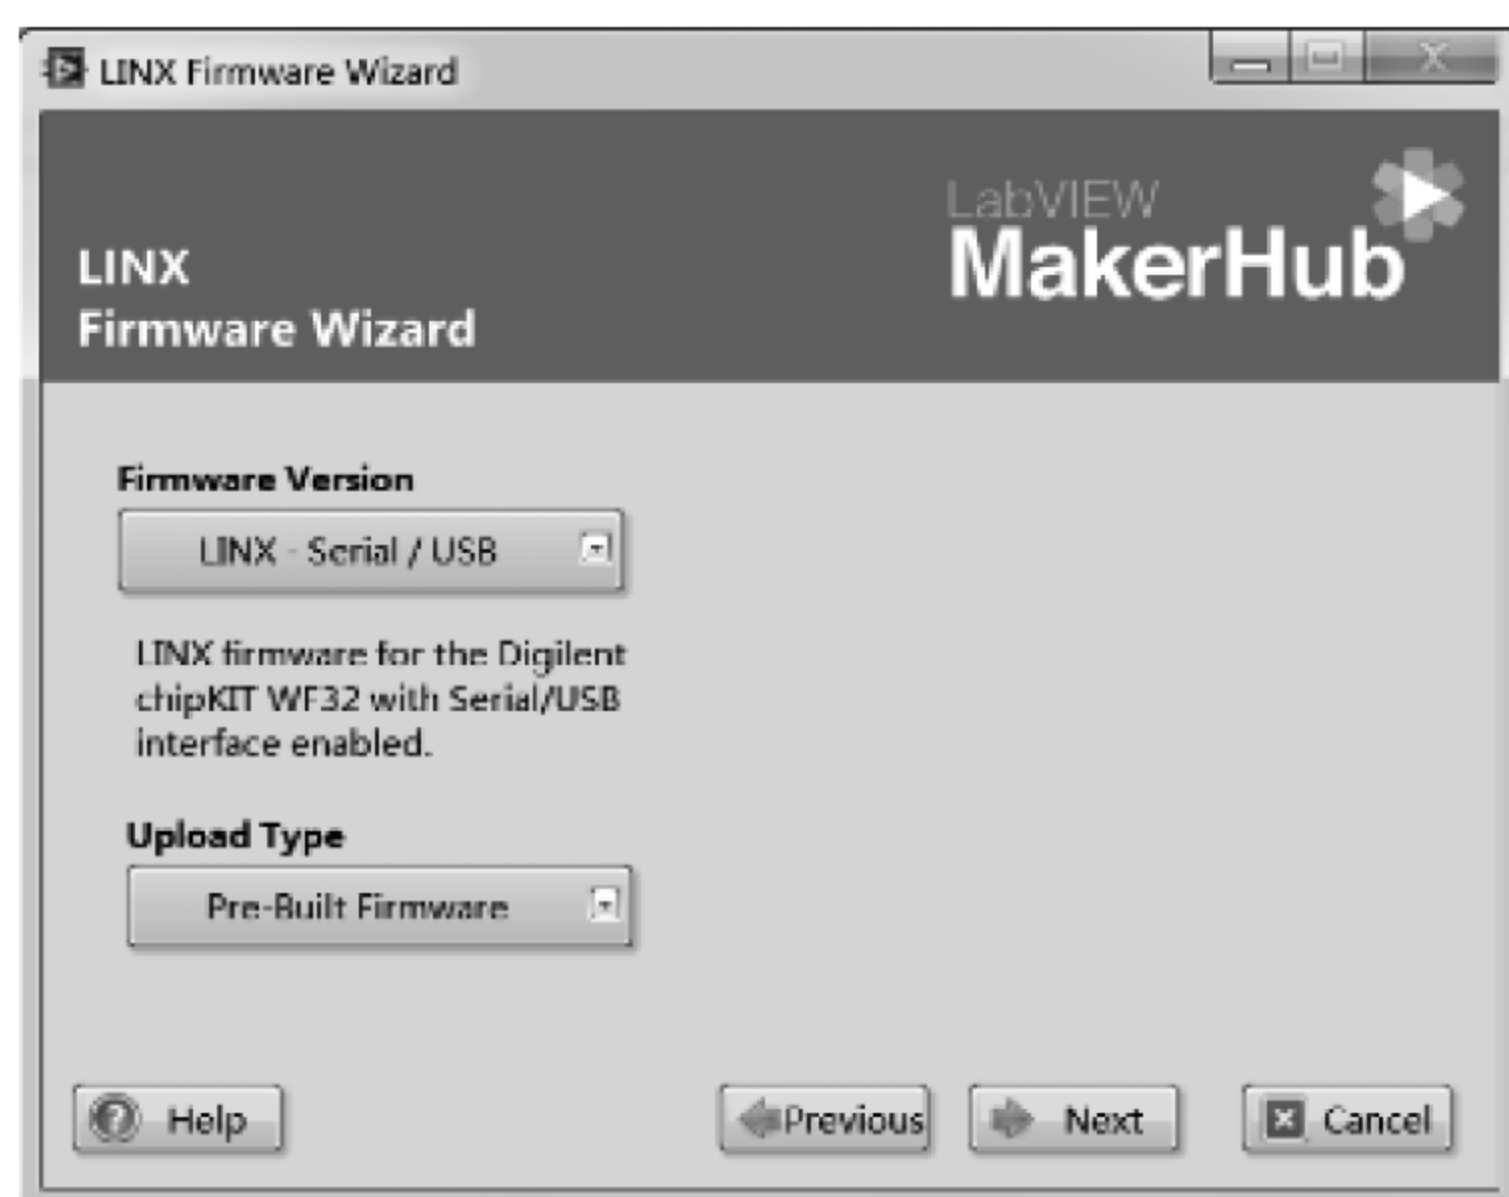 LINX Firmware Wizard
LabVIEW
MakerHub
LINX
Firmware Wizard
Firmware Version
LINX - Serial / USB
LINX firmware for the Digilent
chipKIT WF32 with Serial/USB
interface enabled.
Upload Type
Pre-Built Firmware
Help
Previous
Next
Cancel